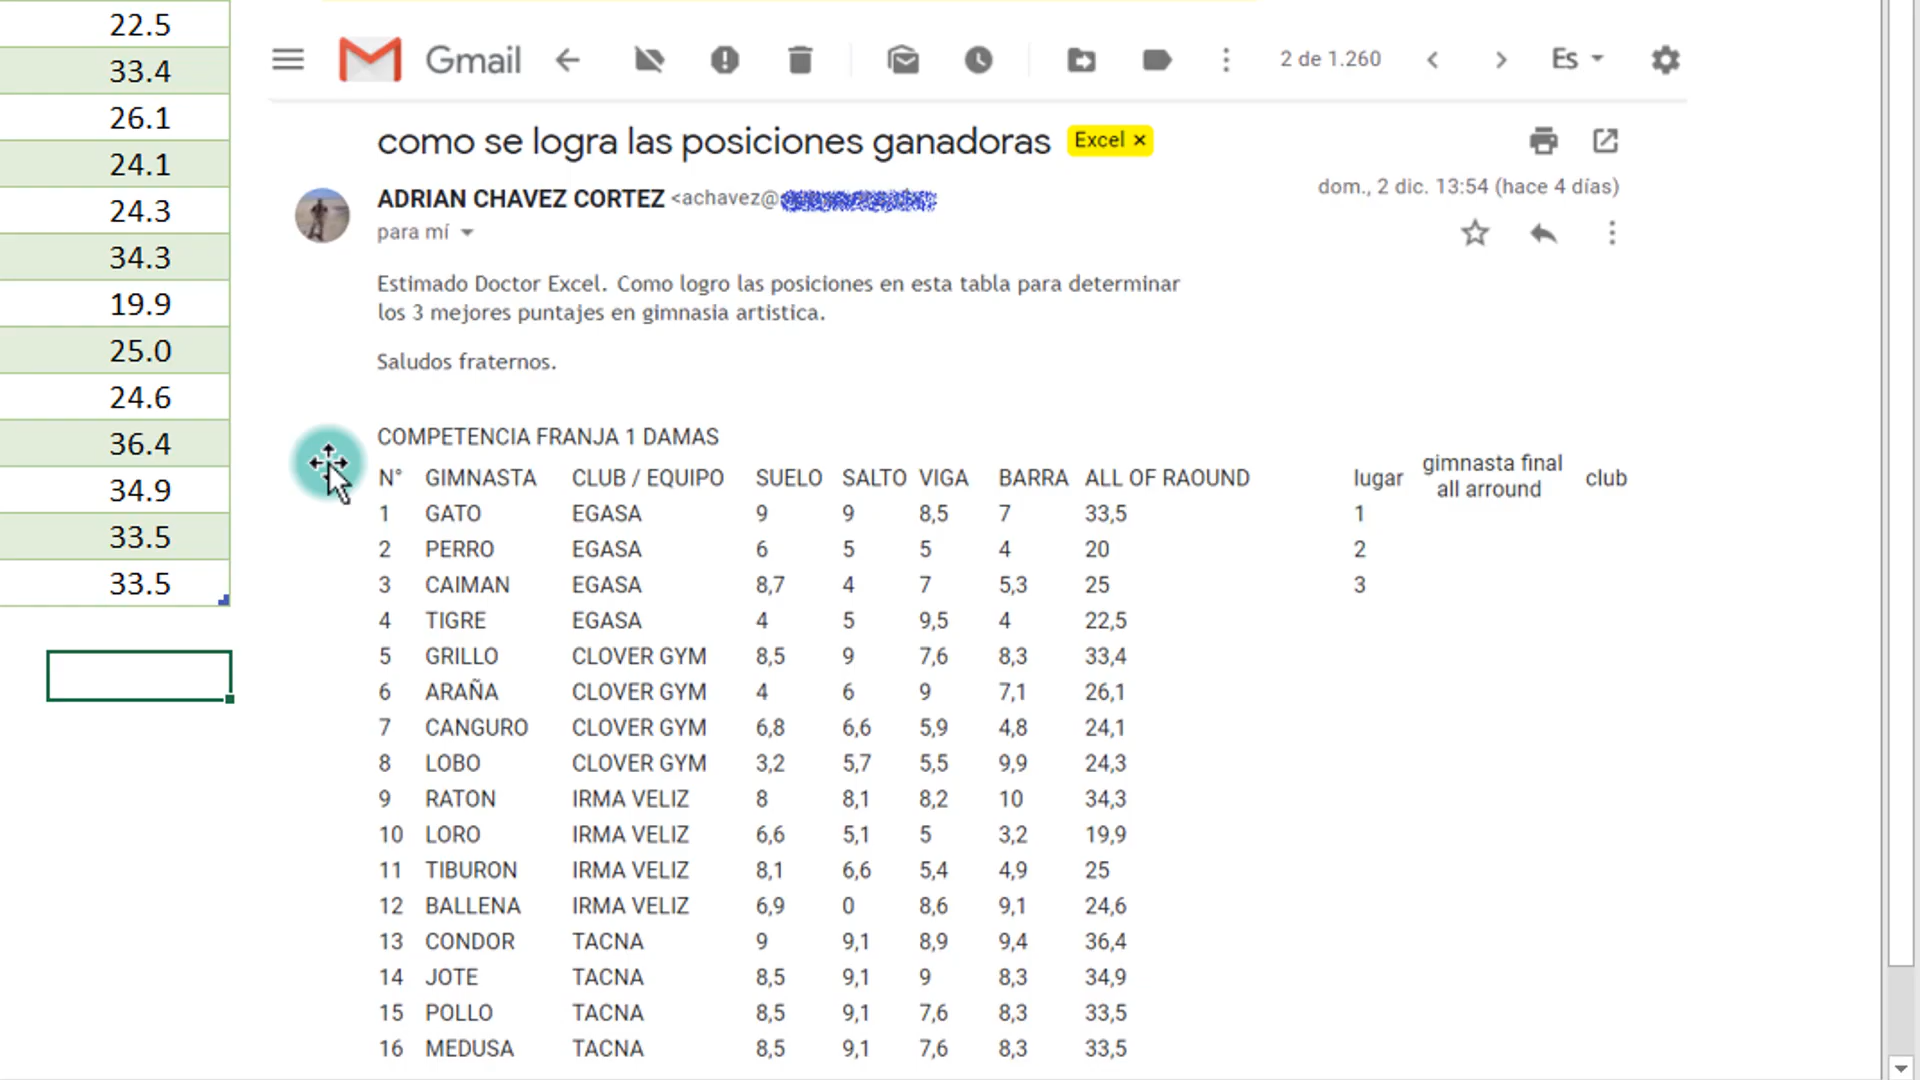 22.5
33.4
26.1
24.1
24.3
34.3
19.9
25.0
24.6
36.4
34.9
33.5
33.5
Gmail
2 de 1.260
Es
como se logra las posiciones ganadoras Excel ×
ADRIAN CHAVEZ CORTEZ <achavez@
dom., 2 dic. 13:54 (hace 4 días)
para mí
Estimado Doctor Excel. Como logro las posiciones en esta tabla para determinar
los 3 mejores puntajes en gimnasia artistica.
Saludos fraternos.
COMPETENCIA FRANJA 1 DAMAS
N° GIMNASTA CLUB / EQUIPO SUELO SALTO VIGA BARRA ALL OF RAOUND lugar gimnasta final all arround club
1 GATO EGASA 9 9 8,5 7 33,5 1
2 PERRO EGASA 6 5 5 4 20 2
3 CAIMAN EGASA 8,7 4 7 5,3 25 3
4 TIGRE EGASA 4 5 9,5 4 22,5
5 GRILLO CLOVER GYM 8,5 9 7,6 8,3 33,4
6 ARAÑA CLOVER GYM 4 6 9 7,1 26,1
7 CANGURO CLOVER GYM 6,8 6,6 5,9 4,8 24,1
8 LOBO CLOVER GYM 3,2 5,7 5,5 9,9 24,3
9 RATON IRMA VELIZ 8 8,1 8,2 10 34,3
10 LORO IRMA VELIZ 6,6 5,1 5 3,2 19,9
11 TIBURON IRMA VELIZ 8,1 6,6 5,4 4,9 25
12 BALLENA IRMA VELIZ 6,9 0 8,6 9,1 24,6
13 CONDOR TACNA 9 9,1 8,9 9,4 36,4
14 JOTE TACNA 8,5 9,1 9 8,3 34,9
15 POLLO TACNA 8,5 9,1 7,6 8,3 33,5
16 MEDUSA TACNA 8,5 9,1 7,6 8,3 33,5